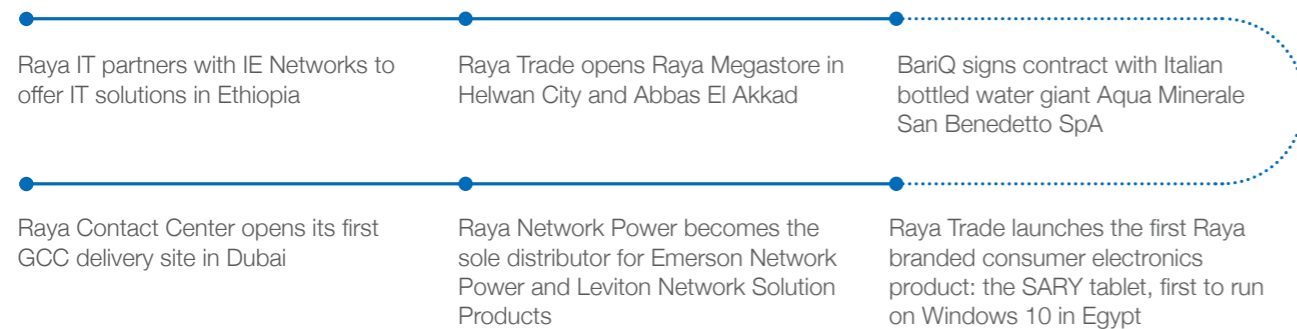 Raya IT partners with IE Networks to
offer IT solutions in Ethiopia
Raya Trade opens Raya Megastore in
Helwan City and Abbas El Akkad
BariQ signs contract with Italian
bottled water giant Aqua Minerale
San Benedetto SpA
Raya Contact Center opens its first
GCC delivery site in Dubai
Raya Network Power becomes the
sole distributor for Emerson Network
Power and Leviton Network Solution
Products
Raya Trade launches the first Raya
branded consumer electronics
product: the SARY tablet, first to run
on Windows 10 in Egypt